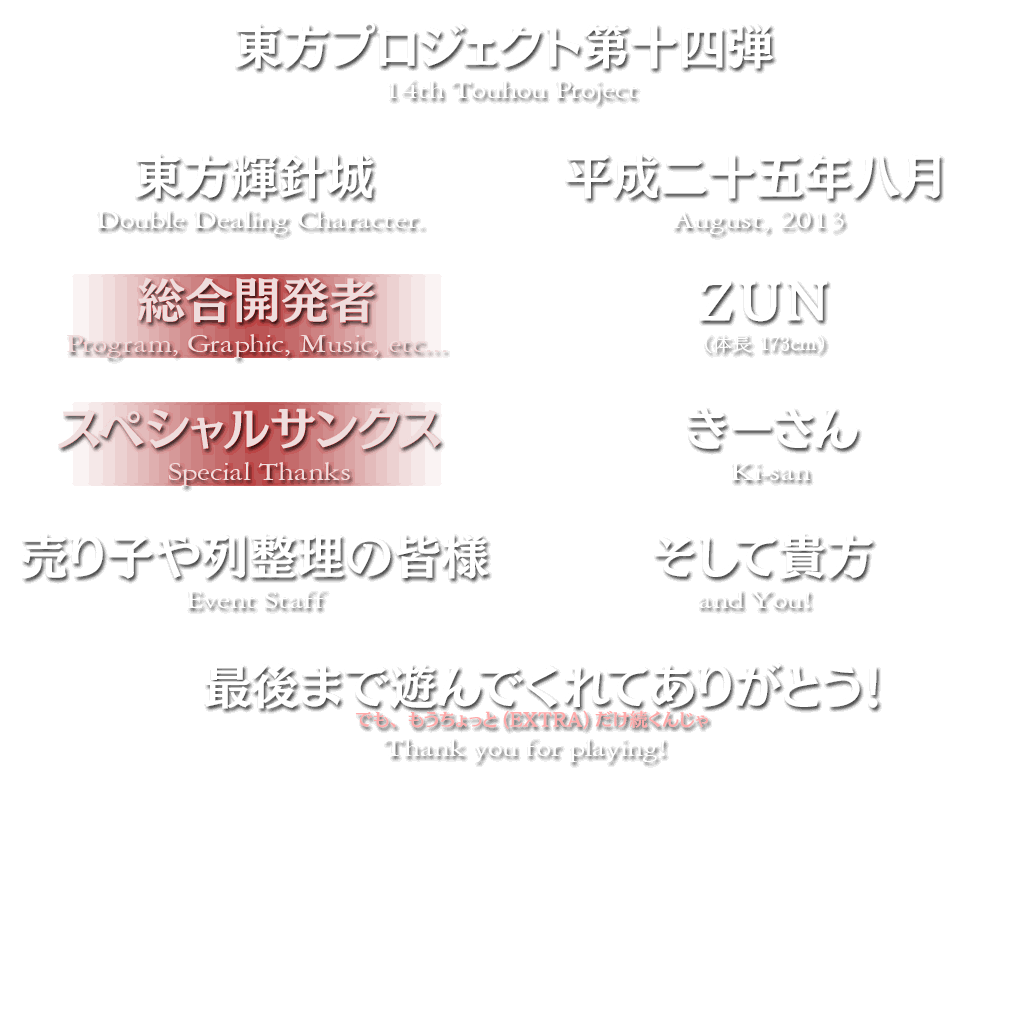 東方プロジェクト第十四弾
14th Touhou Project
東方輝針城
Double Dealing Character.
平成二十五年八月
August, 2013
総合開発者
Program, Graphic, Music, etc...
ZUN
(体長 173cm)
スペシャルサンクス
Special Thanks
きーさん
Ki-san
売り子や列整理の皆様
Event Staff
そして貴方
and You!
最後まで遊んでくれてありがとう!
でも、もうちょっと(EXTRA)だけ続くんじゃ
Thank you for playing!